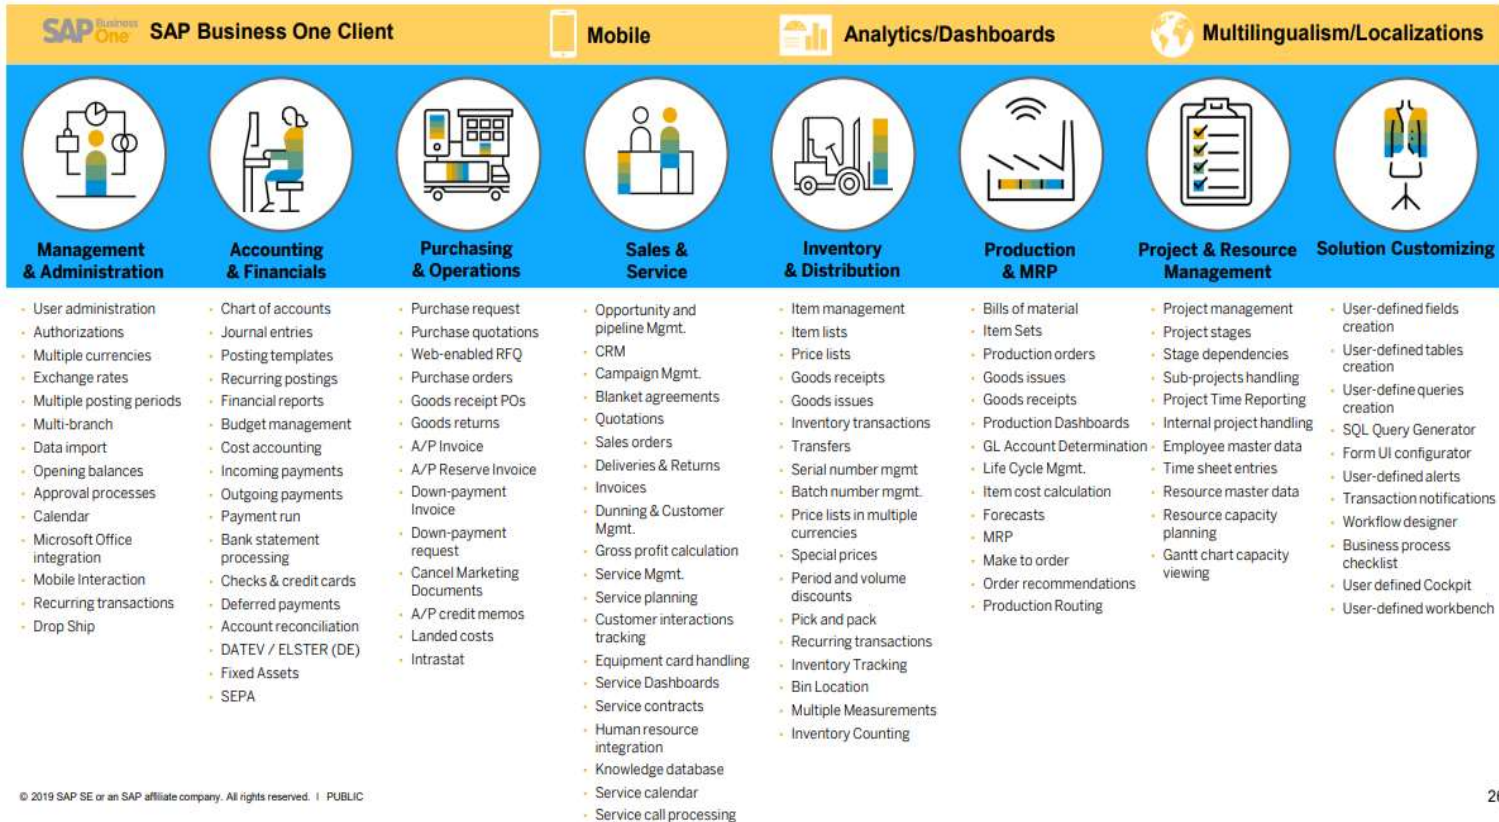 SAP Business One SAP Business One Client
Mobile
Analytics/Dashboards
Multilingualism/Localizations
Management
& Administration
User administration
Authorizations
Multiple currencies
Exchange rates
Multiple posting periods
Multi-branch
Data import
Opening balances
Approval processes
Calendar
Microsoft Office
integration
Mobile Interaction
Recurring transactions
Drop Ship
Accounting
& Financials
Chart of accounts
Journal entries
Posting templates
Recurring postings
Financial reports
Budget management
Cost accounting
Incoming payments
Outgoing payments
Payment run
Bank statement
processing
Checks & credit cards
Deferred payments
Account reconciliation
DATEV / ELSTER (DE)
Fixed Assets
SEPA
Purchasing
& Operations
Purchase request
Purchase quotations
Web-enabled RFQ
Purchase orders
Goods receipt POs
Goods returns
A/P Invoice
A/P Reserve Invoice
Down-payment
Invoice
Down-payment
request
Cancel Marketing
Documents
A/P credit memos
Landed costs
Intrastat
Sales &
Service
Opportunity and
pipeline Mgmt.
CRM
Campaign Mgmt.
Blanket agreements
Quotations
Sales orders
Deliveries & Returns
Invoices
Dunning & Customer
Mgmt.
Gross profit calculation
Service Mgmt.
Service planning
Customer interactions
tracking
Equipment card handling
Service Dashboards
Service contracts
Human resource
integration
Knowledge database
Service calendar
Service call processing
Inventory
& Distribution
Item management
Item lists
Price lists
Goods receipts
Goods issues
Inventory transactions
Transfers
Serial number mgmt
Batch number mgmt.
Price lists in multiple
currencies
Special prices
Period and volume
discounts
Pick and pack
Recurring transactions
Inventory Tracking
Bin Location
Multiple Measurements
Inventory Counting
Production
& MRP
Bills of material
Item Sets
Production orders
Goods issues
Goods receipts
Production Dashboards
GL Account Determination
Life Cycle Mgmt.
Item cost calculation
Forecasts
MRP
Make to order
Order recommendations
Production Routing
Project & Resource
Management
Project management
Project stages
Stage dependencies
Sub-projects handling
Project Time Reporting
Internal project handling
Employee master data
Time sheet entries
Resource master data
Resource capacity
planning
Gantt chart capacity
viewing
Solution Customizing
User-defined fields
creation
User-defined tables
creation
User-define queries
creation
SQL Query Generator
Form UI configurator
User-defined alerts
Transaction notifications
Workflow designer
Business process
checklist
User defined Cockpit
User-defined workbench
© 2019 SAP SE or an SAP affiliate company. All rights reserved. | PUBLIC